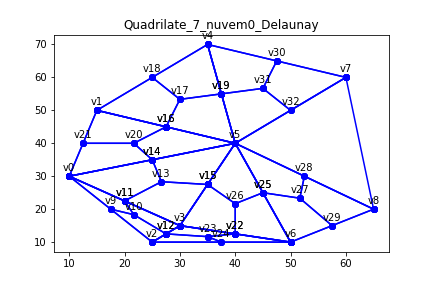 Quadrilate_7_nuvem0_Delaunay
70
60
50
40
30
20
10
v4
v30
v18
v7
v31
v17
v19
v1
v32
v16
v21
v20
v5
v14
v0
v13
v15
v28
v11
v25
v27
v26
v9
v10
v8
v3
v12
v2
v23
v24
v22
v6
v29
10
20
30
40
50
60